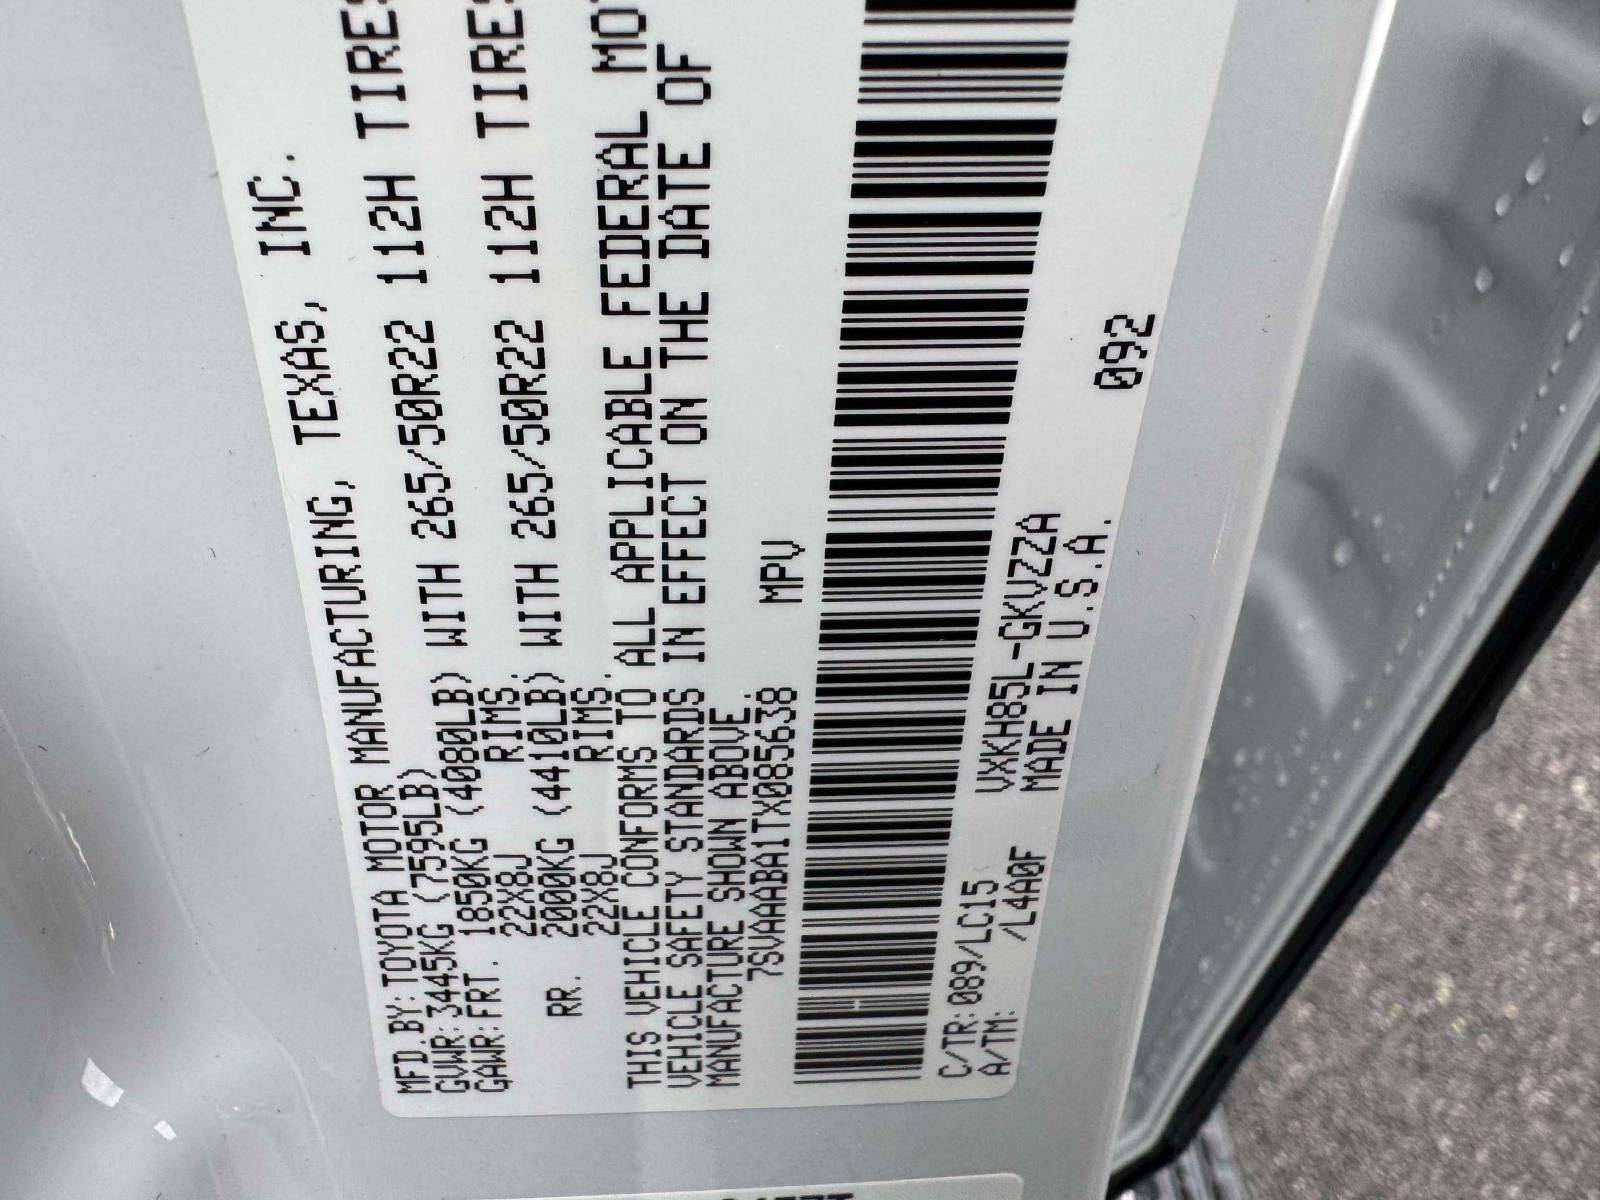 MFD.BY:TOYOTA MOTOR MANUFACTURING, TEXAS, INC.
GVWR:3445KG (7595LB)
GAWR:FRT. 1850KG (4080LB) WITH 265/50R22 112H TIRES
22X8J RIMS.
RR. 2000KG (4410LB) WITH 265/50R22 112H TIRES
22X8J RIMS.
THIS VEHICLE CONFORMS TO ALL APPLICABLE FEDERAL MOT
VEHICLE SAFETY STANDARDS IN EFFECT ON THE DATE OF
MANUFACTURE SHOWN ABOVE.
7SVAAABA1TX085638 MPV
C/TR:089/LC15 VXKH85L-GKVZZA
A/TM: /L4A0F MADE IN U.S.A.
092